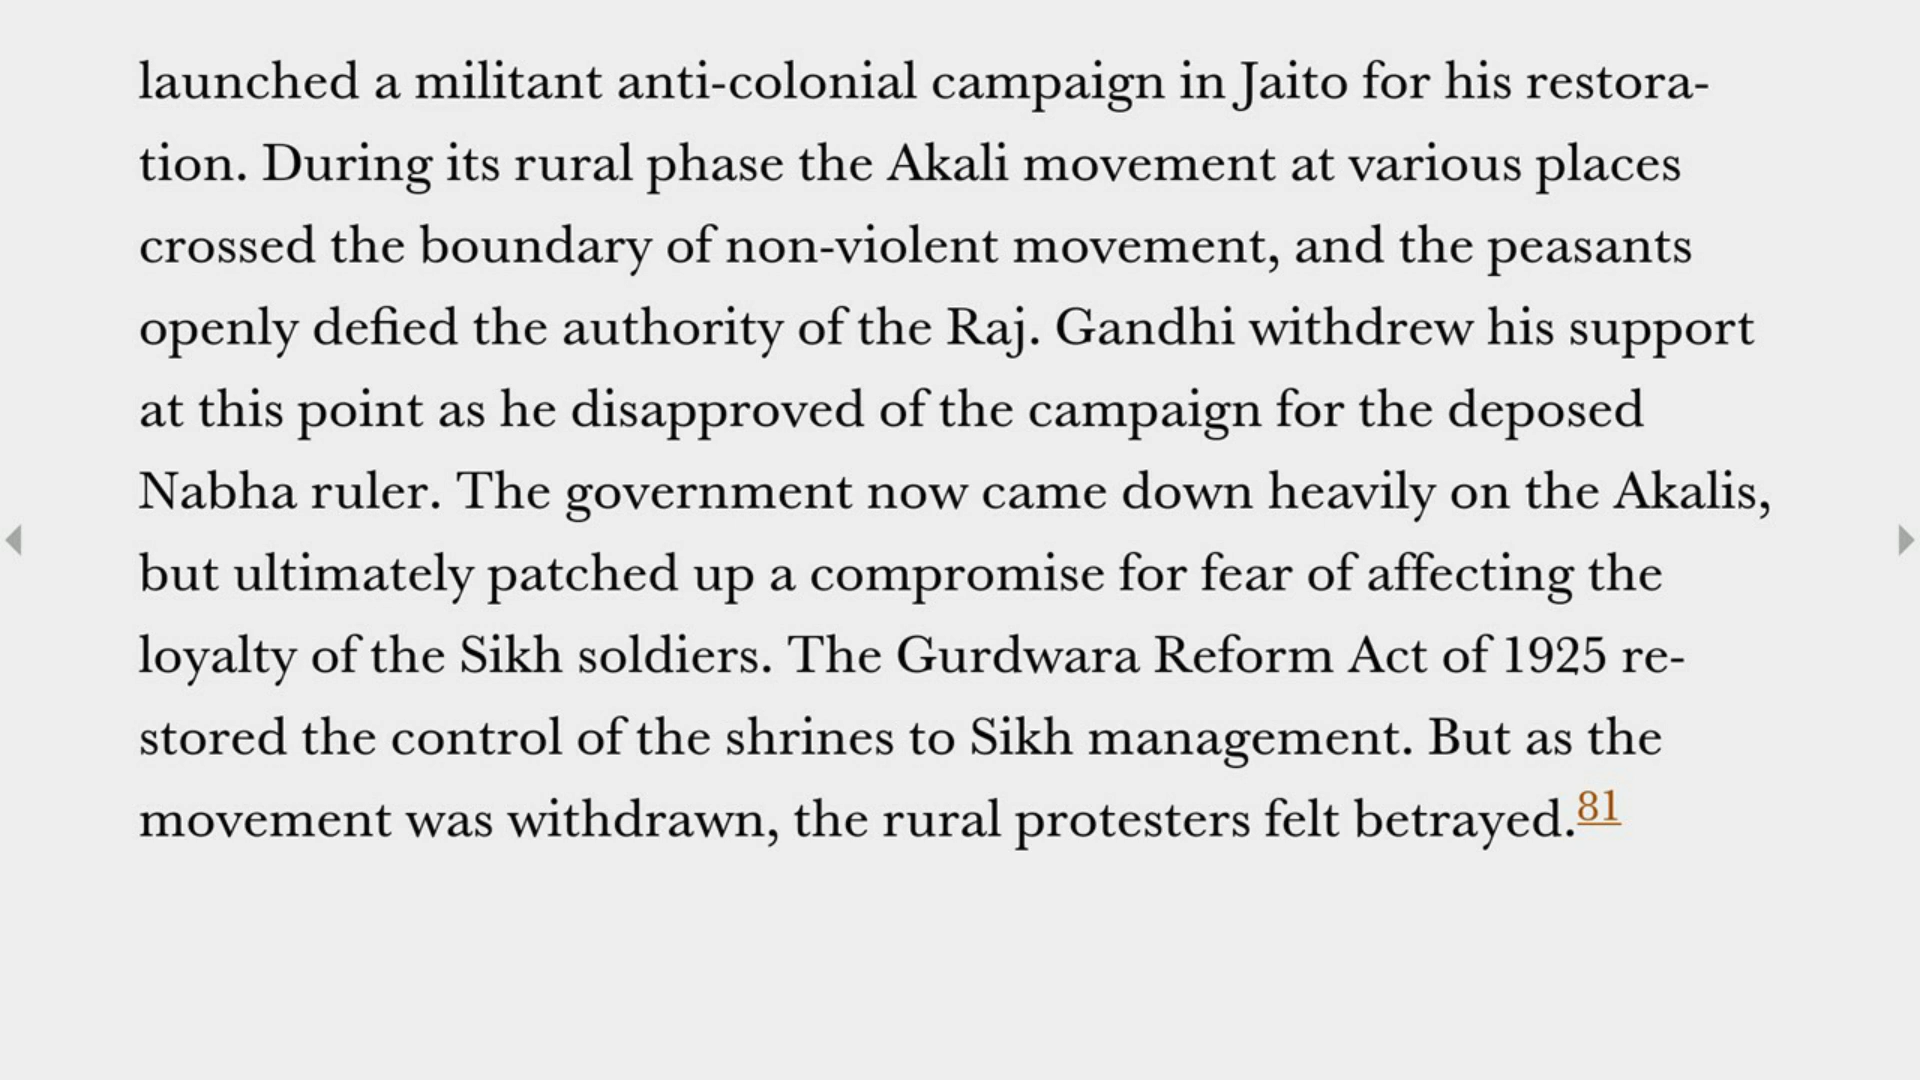 launched a militant anti-colonial campaign in Jaito for his restora-
tion. During its rural phase the Akali movement at various places
crossed the boundary of non-violent movement, and the peasants
openly defied the authority of the Raj. Gandhi withdrew his support
at this point as he disapproved of the campaign for the deposed
Nabha ruler. The government now came down heavily on the Akalis,
but ultimately patched up a compromise for fear of affecting the
loyalty of the Sikh soldiers. The Gurdwara Reform Act of 1925 re-
stored the control of the shrines to Sikh management. But as the
movement was withdrawn, the rural protesters felt betrayed.81